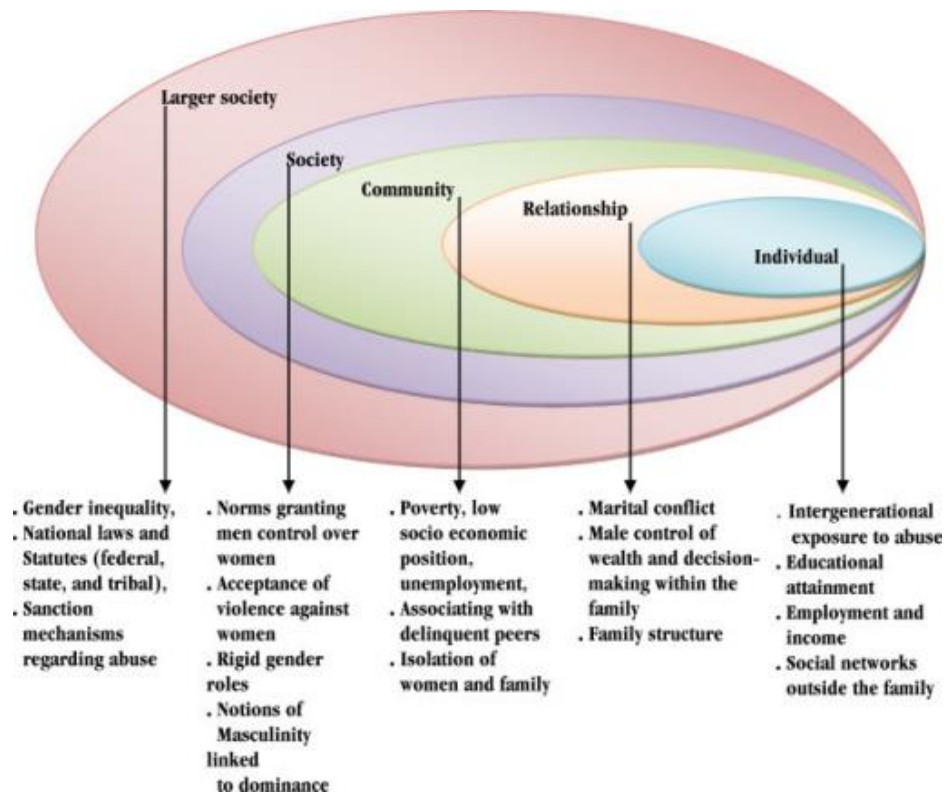 Larger society
Society
Community
Relationship
Individual
. Gender inequality,
. National laws and
Statutes (federal,
state, and tribal),
. Sanction
mechanisms
regarding abuse
. Norms granting
men control over
women
. Acceptance of
violence against
women
. Rigid gender
roles
. Notions of
Masculinity
linked
to dominance
. Poverty, low
socio economic
position,
unemployment,
. Associating with
delinquent peers
. Isolation of
women and family
. Marital conflict
. Male control of
wealth and decision-
making within the
family
. Family structure
. Intergenerational
exposure to abuse
. Educational
attainment
. Employment and
income
. Social networks
outside the family